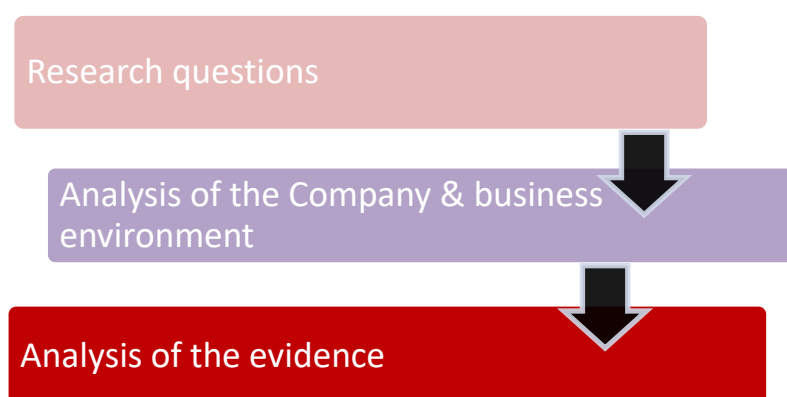 Research questions
Analysis of the Company & business
environment
Analysis of the evidence